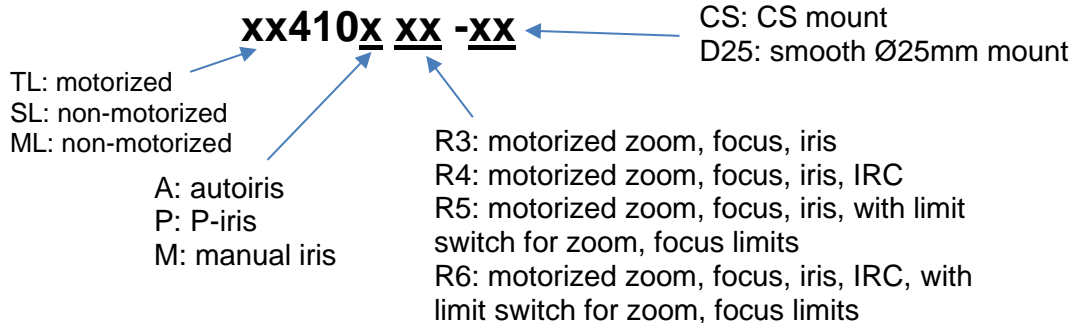 xx410x xx -xx
CS: CS mount
D25: smooth Ø25mm mount
TL: motorized
SL: non-motorized
ML: non-motorized
A: autoiris
P: P-iris
M: manual iris
R3: motorized zoom, focus, iris
R4: motorized zoom, focus, iris, IRC
R5: motorized zoom, focus, iris, with limit
switch for zoom, focus limits
R6: motorized zoom, focus, iris, IRC, with
limit switch for zoom, focus limits